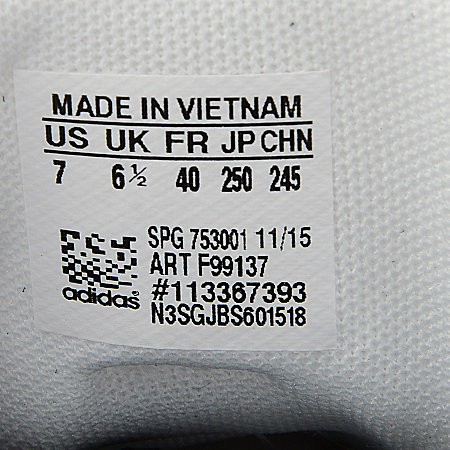 MADE IN VIETNAM
US UK FR JP CHN
7 6½ 40 250 245
SPG 753001 11/15
ART F99137
#113367393
N3SGJBS601518
adidas